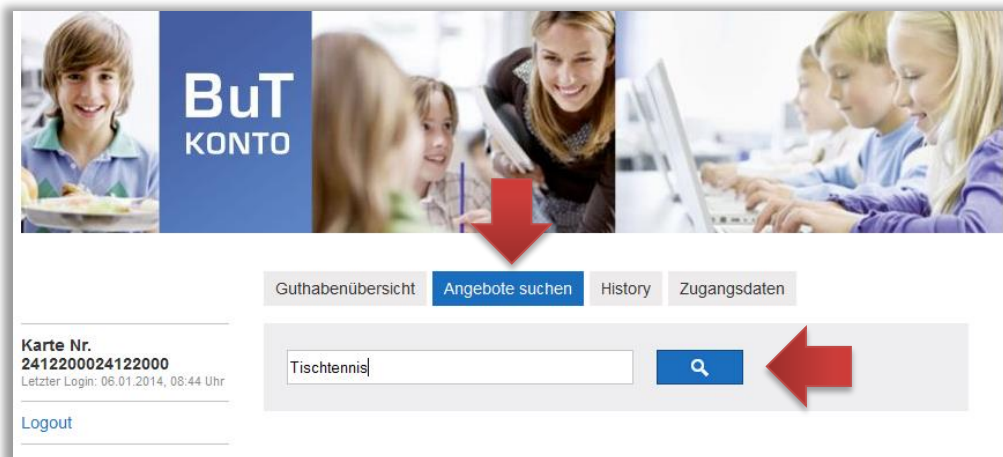 BuT
KONTO
Guthabenübersicht Angebote suchen History Zugangsdaten
Karte Nr.
2412200024122000
Letzter Login: 06.01.2014, 08:44 Uhr
Tischtennis
Logout